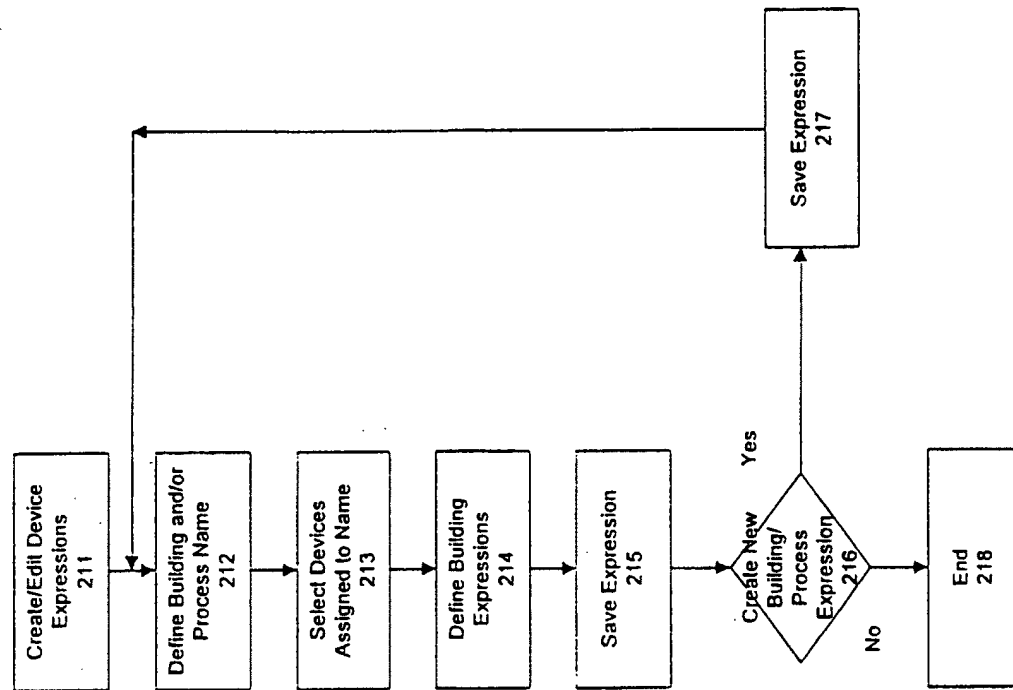 Create/Edit Device
Expressions
211
Define Building and/or
Process Name
212
Select Devices
Assigned to Name
213
Define Building
Expressions
214
Save Expression
215
Create New
Building/
Process
Expression
216
Yes
No
Save Expression
217
End
218